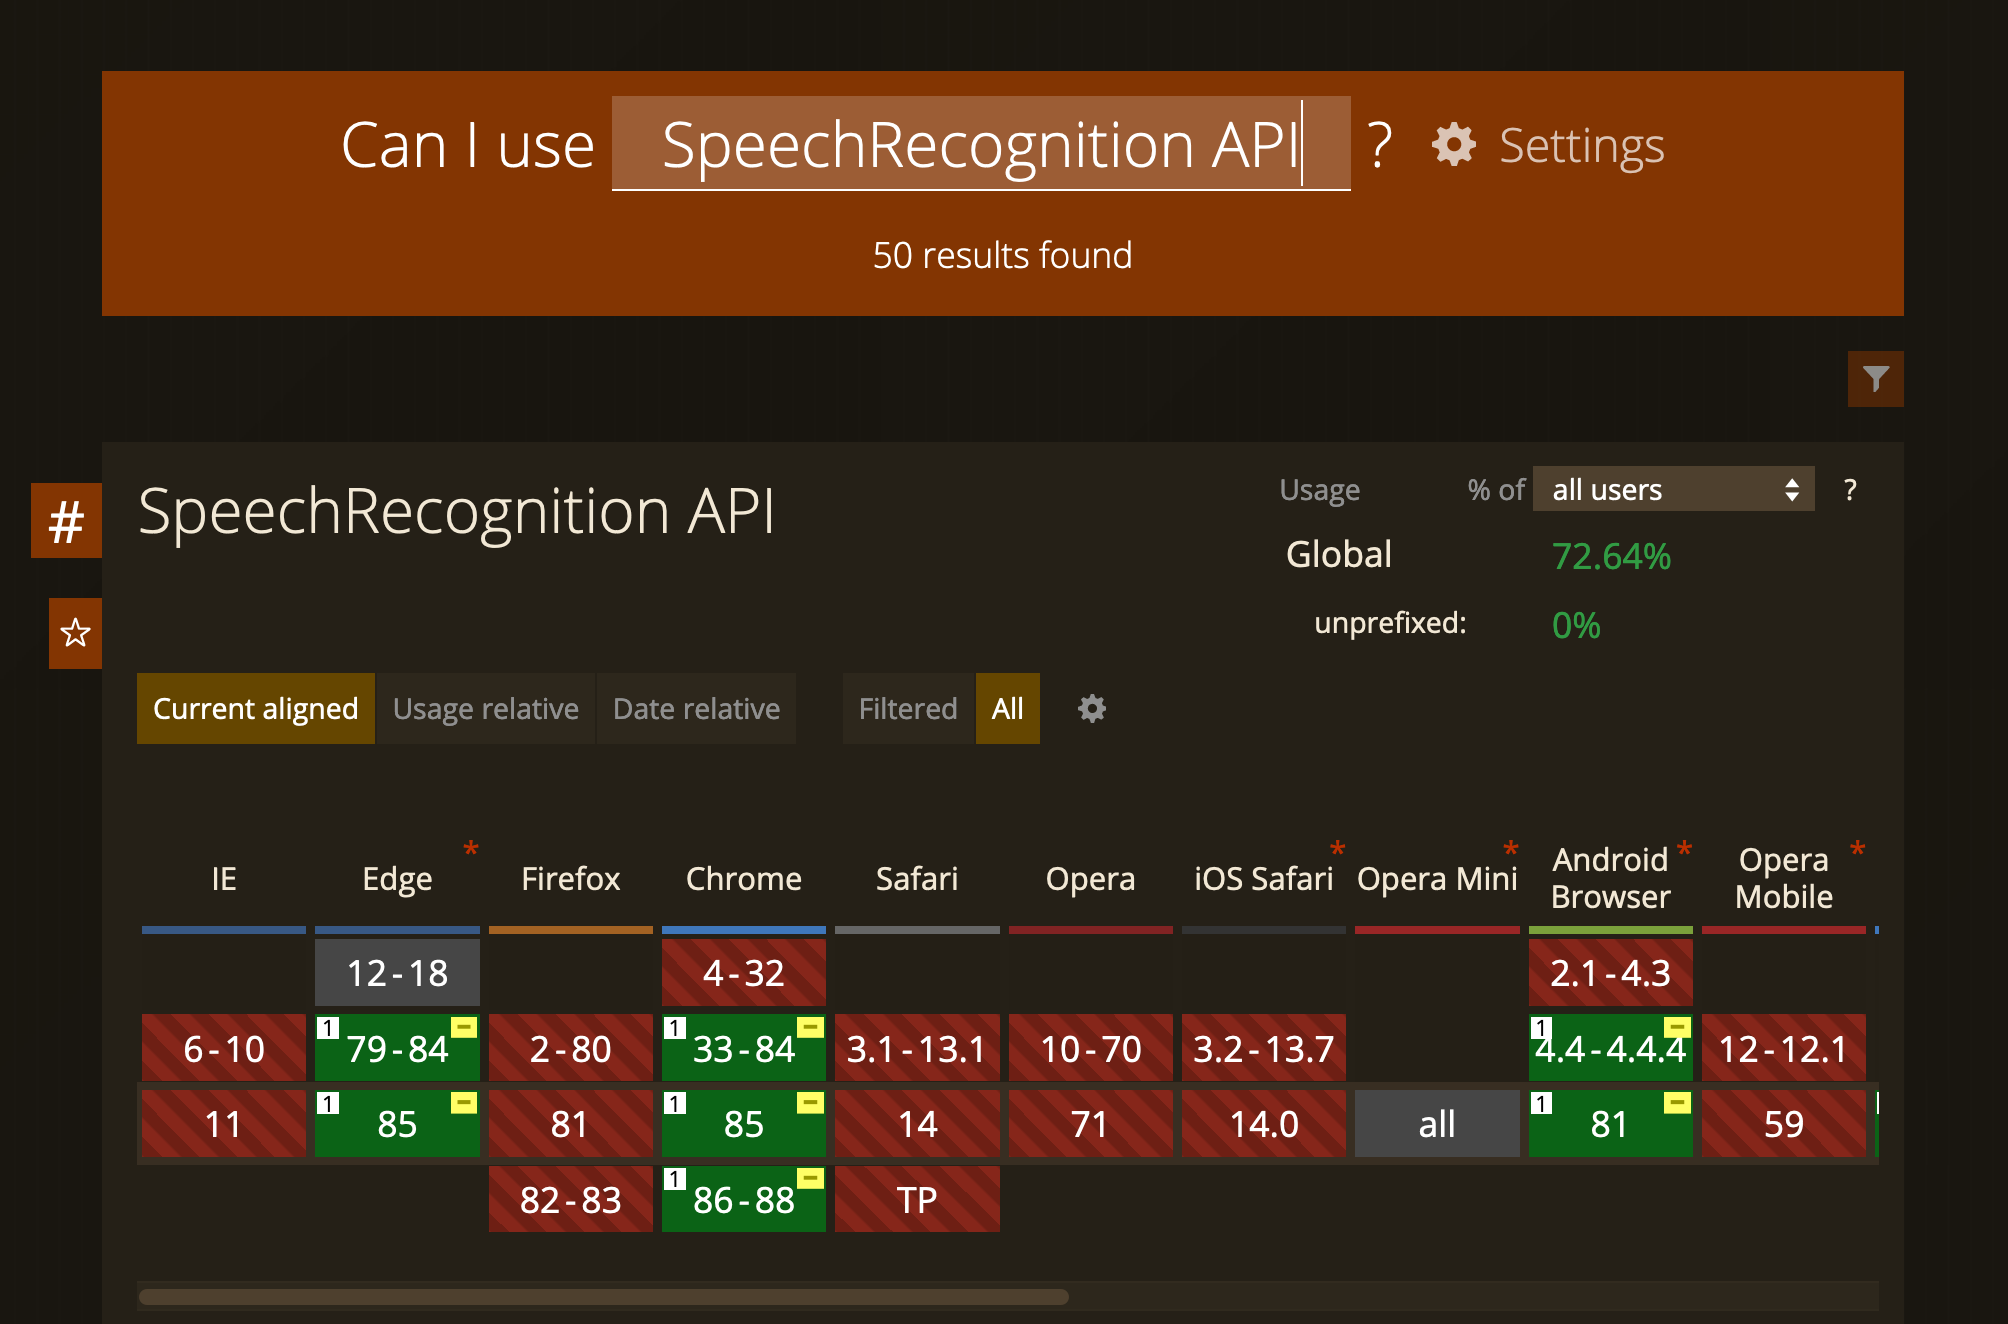 Can I use SpeechRecognition API ? Settings
50 results found
#
SpeechRecognition API
Usage % of all users ?
Global 72.64%
unprefixed: 0%
Current aligned Usage relative Date relative Filtered All
IE Edge * Firefox Chrome Safari Opera iOS Safari * Opera Mini * Android Browser * Opera Mobile *
12-18 4-32 2.1-4.3
6-10 1 79-84 2-80 1 33-84 3.1-13.1 10-70 3.2-13.7 1 4.4-4.4.4 12-12.1
11 1 85 81 1 85 14 71 14.0 all 1 81 59
82-83 1 86-88 TP